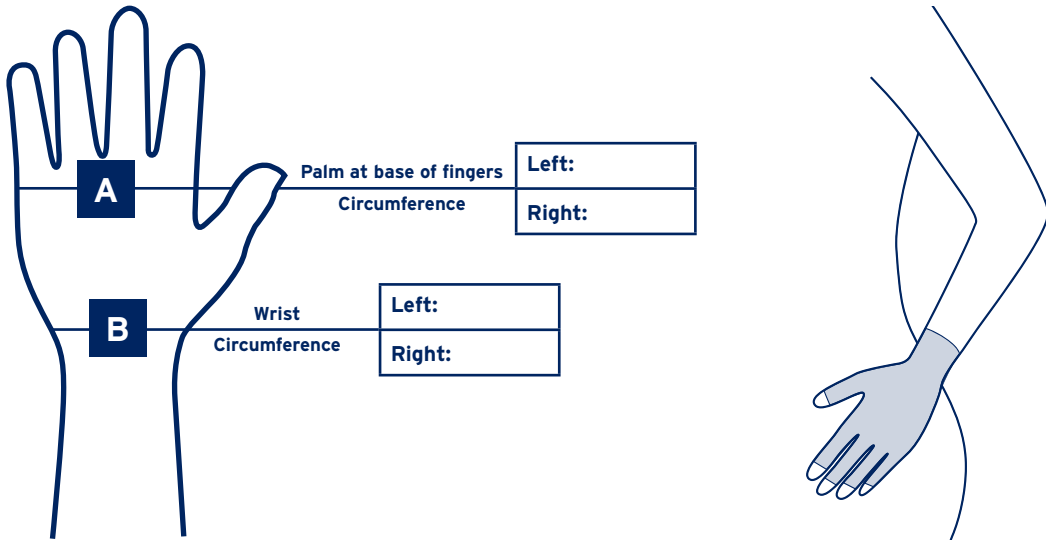 A
Palm at base of fingers
Circumference
Left:
Right:
B
Wrist
Circumference
Left:
Right: